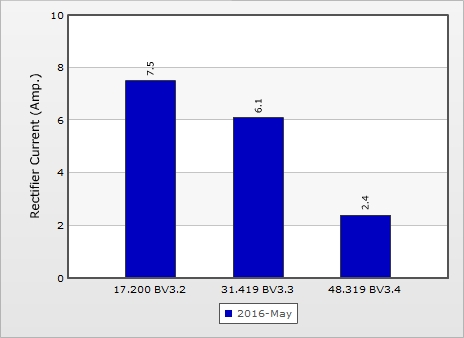 10
8
6
4
2
0
Rectifier Current (Amp.)
7.5
6.1
2.4
17.200 BV3.2
31.419 BV3.3
48.319 BV3.4
2016-May